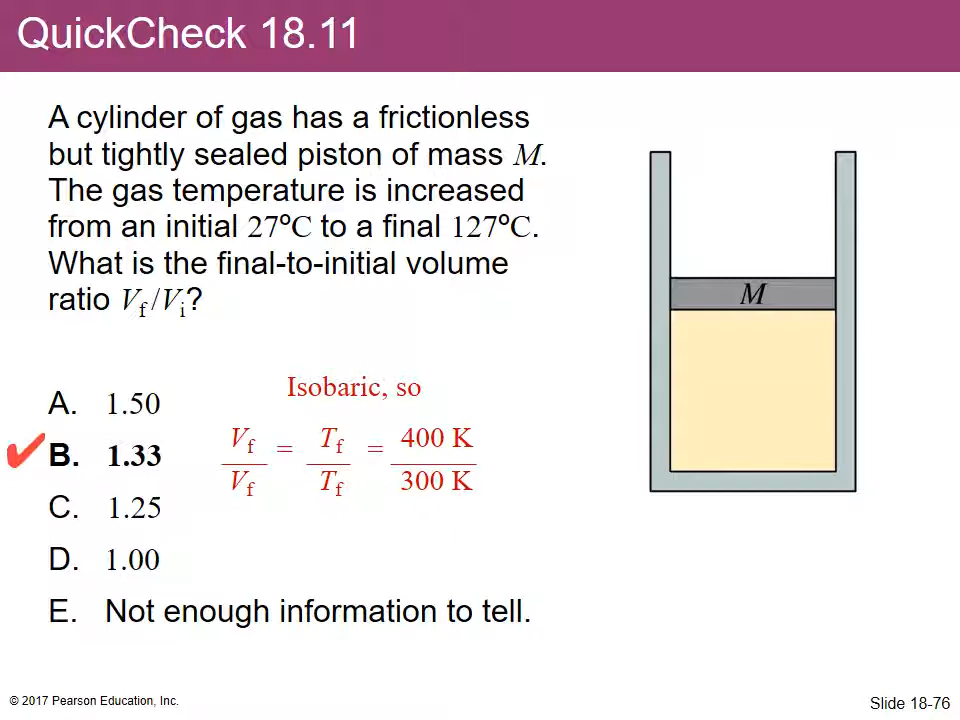 QuickCheck 18.11
A cylinder of gas has a frictionless
but tightly sealed piston of mass M.
The gas temperature is increased
from an initial 27ºC to a final 127ºC.
What is the final-to-initial volume
ratio Vf/Vi?
M
A. 1.50
B. 1.33
C. 1.25
D. 1.00
E. Not enough information to tell.
Isobaric, so
Vf/Vf = Tf/Tf = 400 K/300 K
© 2017 Pearson Education, Inc.
Slide 18-76